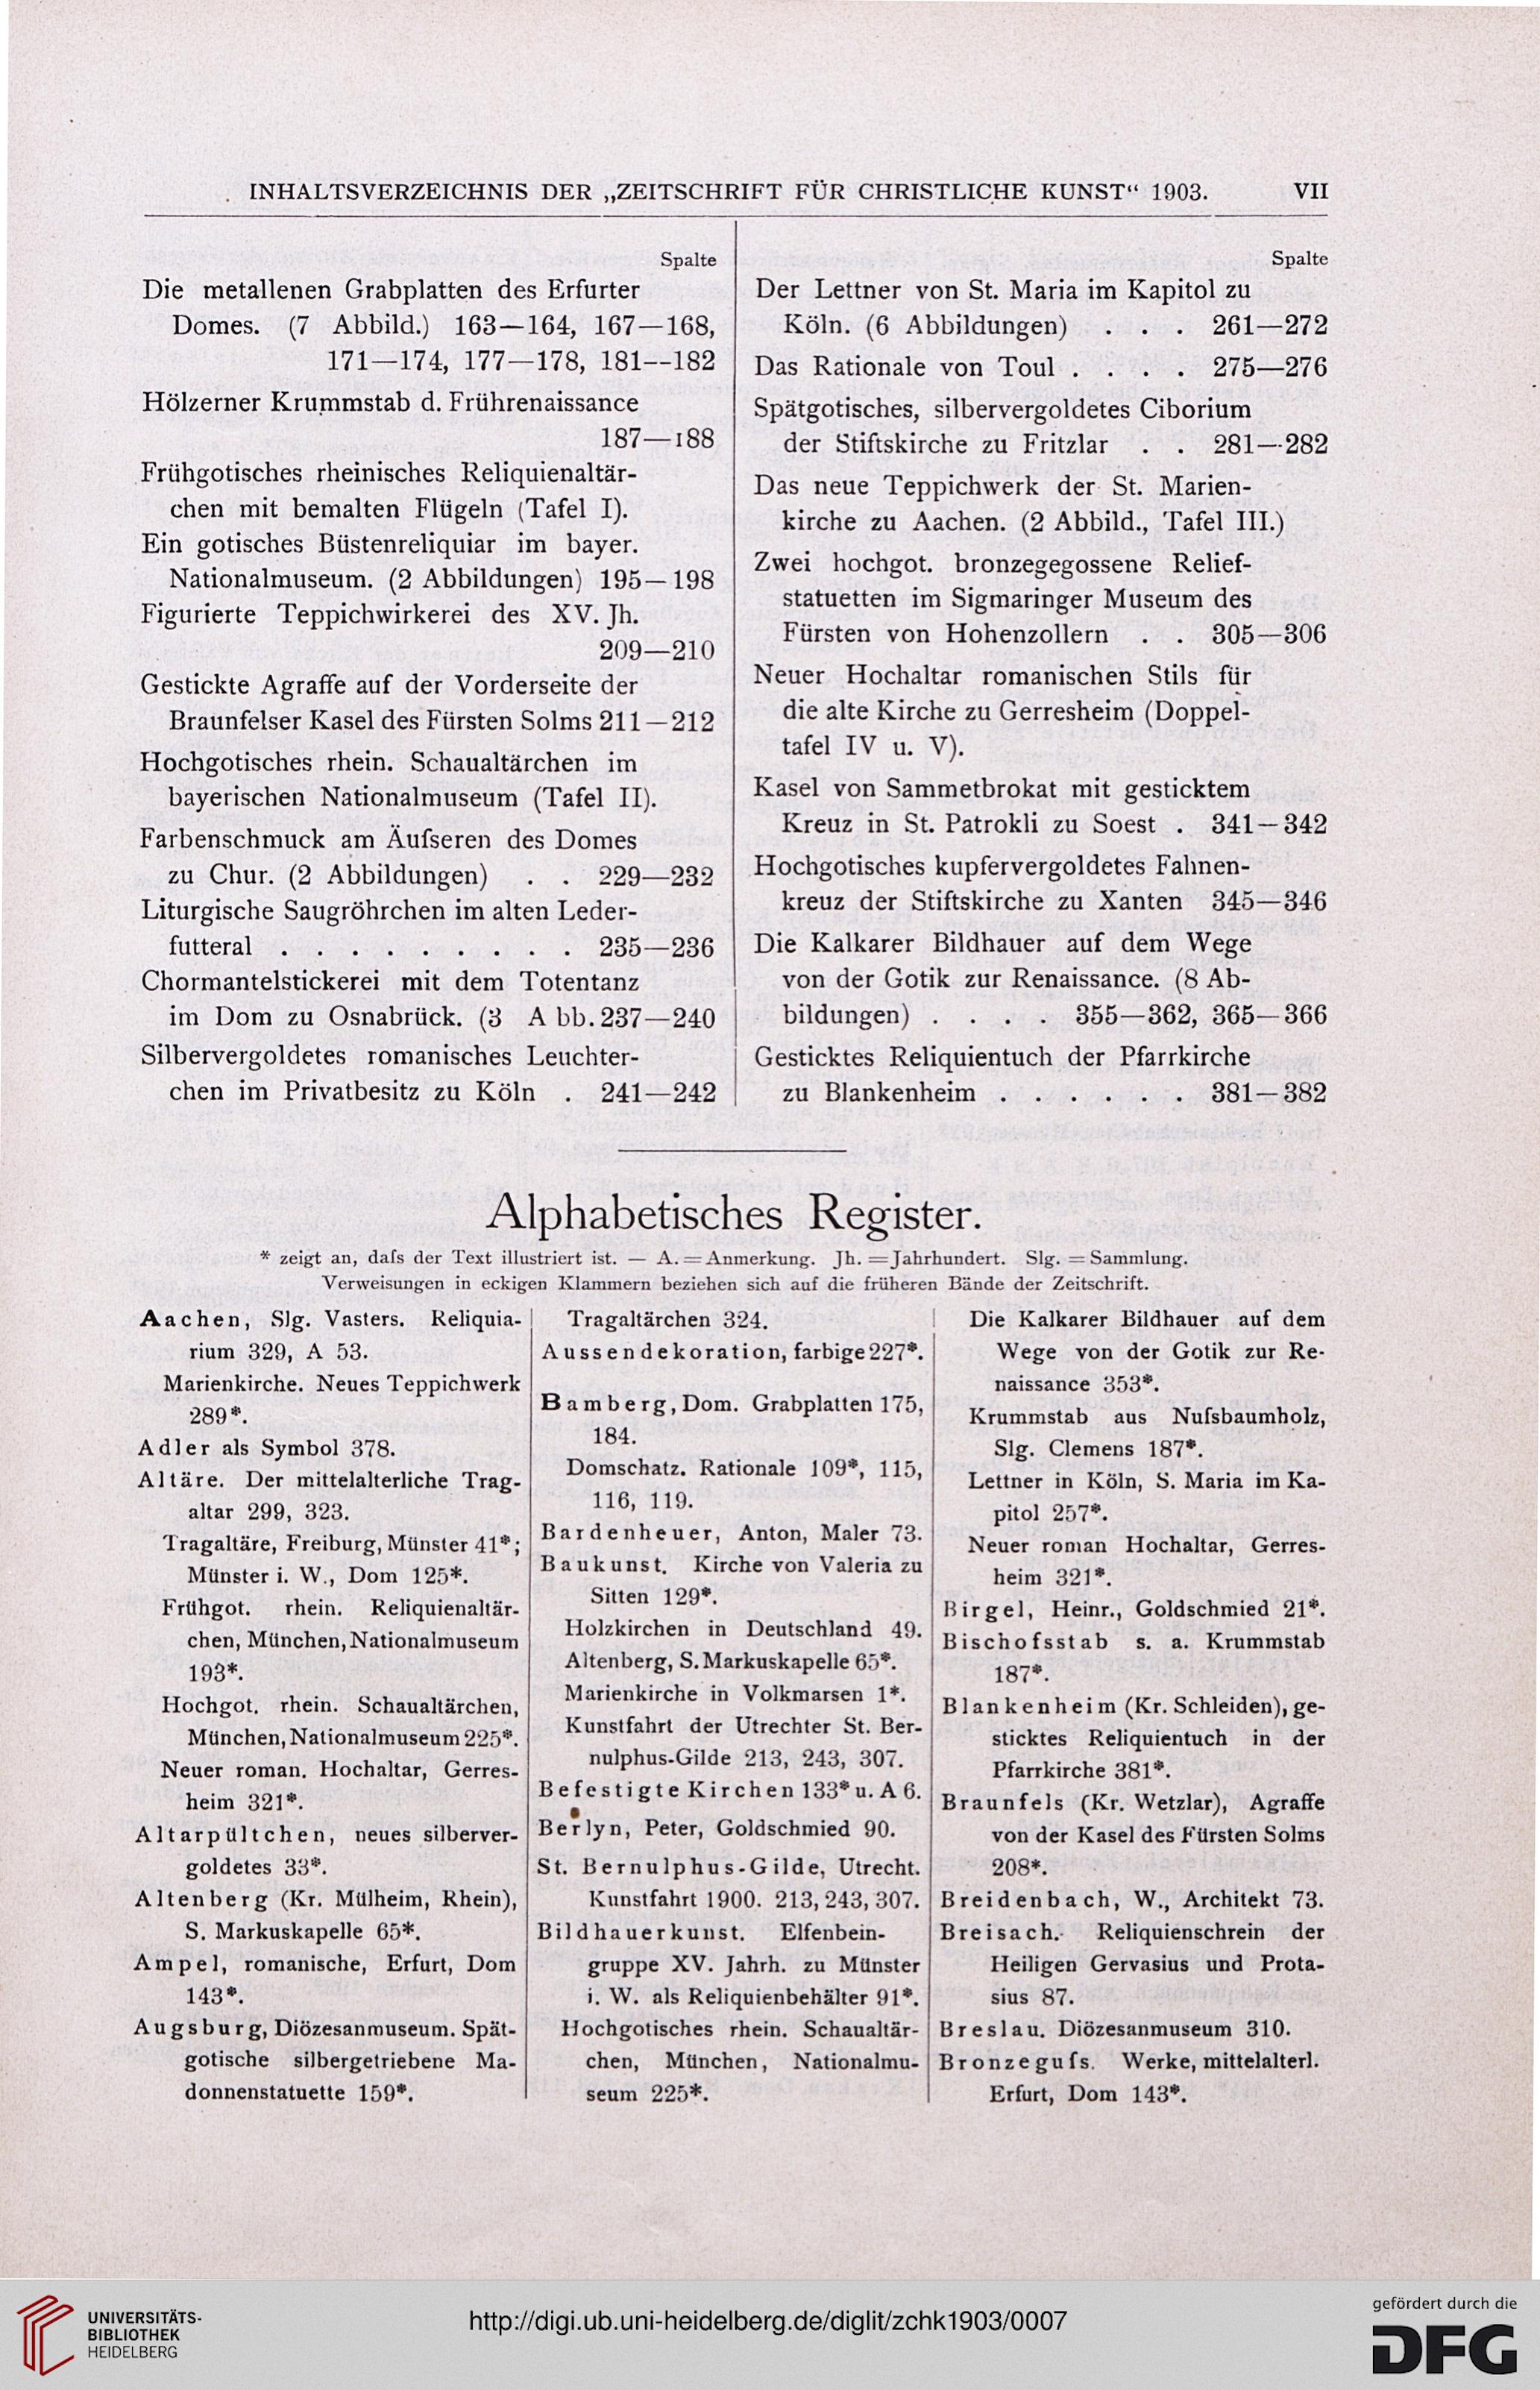 INHALTSVERZEICHNIS DER „ZEITSCHRIFT FÜR CHRISTLICHE KUNST“ 1903. VII
Spalte
Die metallenen Grabplatten des Erfurter
Domes. (7 Abbild.) 163—164, 167—168,
171—174, 177—178, 181—182
Hölzerner Krummstab d. Frührenaissance
187—188
Frühgotisches rheinisches Reliquienaltär-
chen mit bemalten Flügeln (Tafel I).
Ein gotisches Büstenreliquiar im bayer.
Nationalmuseum. (2 Abbildungen) 195—198
Figurierte Teppichwirkerei des XV. Jh.
209—210
Gestickte Agraffe auf der Vorderseite der
Braunfelser Kasel des Fürsten Solms 211—212
Hochgotisches rhein. Schaualtärchen im
bayerischen Nationalmuseum (Tafel II).
Farbenschmuck am Äufseren des Domes
zu Chur. (2 Abbildungen) . . 229—232
Liturgische Saugröhrchen im alten Leder-
futteral . . . . . . . . . 235—236
Chormantelstickerei mit dem Totentanz
im Dom zu Osnabrück. (3 Abb. 237—240
Silbervergoldetes romanisches Leuchter-
chen im Privatbesitz zu Köln . 241—242
Spalte
Der Lettner von St. Maria im Kapitol zu
Köln. (6 Abbildungen) . . . 261—272
Das Rationale von Toul . . . . 275—276
Spätgotisches, silbervergoldetes Ciborium
der Stiftskirche zu Fritzlar . . 281—282
Das neue Teppichwerk der St. Marien-
kirche zu Aachen. (2 Abbild., Tafel III.)
Zwei hochgot. bronzegegossene Relief-
statuetten im Sigmaringer Museum des
Fürsten von Hohenzollern . . 305—306
Neuer Hochaltar romanischen Stils für
die alte Kirche zu Gerresheim (Doppel-
tafel IV u. V).
Kasel von Sammetbrokat mit gesticktem
Kreuz in St. Patrokli zu Soest . 341—342
Hochgotisches kupfervergoldetes Fahnen-
kreuz der Stiftskirche zu Xanten 345—346
Die Kalkarer Bildhauer auf dem Wege
von der Gotik zur Renaissance. (8 Ab-
bildungen) . . . . 355—362, 365—366
Gesticktes Reliquientuch der Pfarrkirche
zu Blankenheim . . . . . . 381—382
Alphabetisches Register.
* zeigt an, dafs der Text illustriert ist. — A. = Anmerkung. Jh. = Jahrhundert. Slg. = Sammlung.
Verweisungen in eckigen Klammern beziehen sich auf die früheren Bände der Zeitschrift.
Aachen, Slg. Vasters. Reliquia-
rium 329, A 53.
Marienkirche. Neues Teppichwerk
289*.
Adler als Symbol 378.
Altäre. Der mittelalterliche Trag-
altar 299, 323.
Tragaltäre, Freiburg, Münster 41*;
Münster i. W., Dom 125*.
Frühgot. rhein. Reliquienaltär-
chen, München, Nationalmuseum
193*.
Hochgot. rhein. Schaualtärchen,
München, Nationalmuseum 225*.
Neuer roman. Hochaltar, Gerres-
heim 321*.
Altarpültchen, neues silberver-
goldetes 33*.
Altenberg (Kr. Mülheim, Rhein),
S. Markuskapelle 65*.
Ampel, romanische, Erfurt, Dom
143*.
Augsburg, Diözesanmuseum. Spät-
gotische silbergetriebene Ma-
donnenstatuette 159*.
Tragaltärchen 324.
Aussendekoration, farbige 227*.
Bamberg, Dom. Grabplatten 175,
184.
Domschatz. Rationale 109*, 115,
116, 119.
Bardenheuer, Anton, Maler 73.
Baukunst. Kirche von Valeria zu
Sitten 129*.
Holzkirchen in Deutschland 49.
Altenberg, S. Markuskapelle 65*.
Marienkirche in Volkmarsen 1*.
Kunstfahrt der Utrechter St. Ber-
nulphus-Gilde 213, 243, 307.
Befestigte Kirchen 133* u. A 6.
Berlyn, Peter, Goldschmied 90.
St. Bernulphus-Gilde, Utrecht.
Kunstfahrt 1900. 213, 243, 307.
Bildhauerkunst. Elfenbein-
gruppe XV. Jahrh. zu Münster
i. W. als Reliquienbehälter 91*.
Hochgotisches rhein. Schaualtär-
chen, München, Nationalmu-
seum 225*.
Die Kalkarer Bildhauer auf dem
Wege von der Gotik zur Re-
naissance 353*.
Krummstab aus Nufsbaumholz,
Slg. Clemens 187*.
Lettner in Köln, S. Maria im Ka-
pitol 257*.
Neuer roman Hochaltar, Gerres-
heim 321*.
Birgel, Heinr., Goldschmied 21*.
Bischofsstab s. a. Krummstab
187*.
Blankenheim (Kr. Schleiden), ge-
sticktes Reliquientuch in der
Pfarrkirche 381*.
Braunfels (Kr. Wetzlar), Agraffe
von der Kasel des Fürsten Solms
208*.
Breidenbach, W., Architekt 73.
Breisach. Reliquienschrein der
Heiligen Gervasius und Prota-
sius 87.
Breslau. Diözesanmuseum 310.
Bronzegufs. Werke, mittelalterl.
Erfurt, Dom 143*.
UNIVERSITÄTS-
BIBLIOTHEK
HEIDELBERG
http://digi.ub.uni-heidelberg.de/diglit/zchk1903/0007
gefördert durch die
DFG